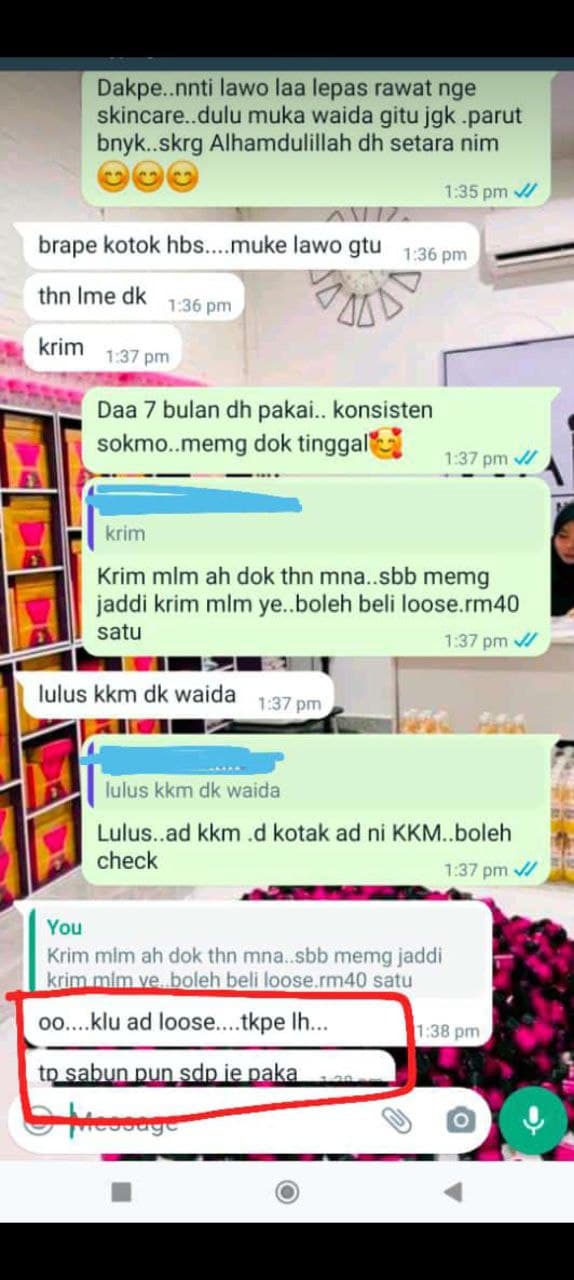 Dakpe..nnti lawo laa lepas rawat nge
skincare..dulu muka waida gitu jgk .parut
bnyk..skrg Alhamdulillah dh setara nim
😊😊😊
1:35 pm
brape kotok hbs....muke lawo gtu 1:36 pm
thn lme dk 1:36 pm
krim 1:37 pm
Daa 7 bulan dh pakai.. konsisten
sokmo..memg dok tinggal🥰
1:37 pm
krim
Krim mlm ah dok thn mna..sbb memg
jaddi krim mlm ye..boleh beli loose.rm40
satu
1:37 pm
lulus kkm dk waida 1:37 pm
lulus kkm dk waida
Lulus..ad kkm .d kotak ad ni KKM..boleh
check
1:37 pm
You
Krim mlm ah dok thn mna..sbb memg jaddi
krim mlm ye..boleh beli loose.rm40 satu
oo....klu ad loose....tkpe lh...
1:38 pm
tp sabun pun sdp je paka
Message